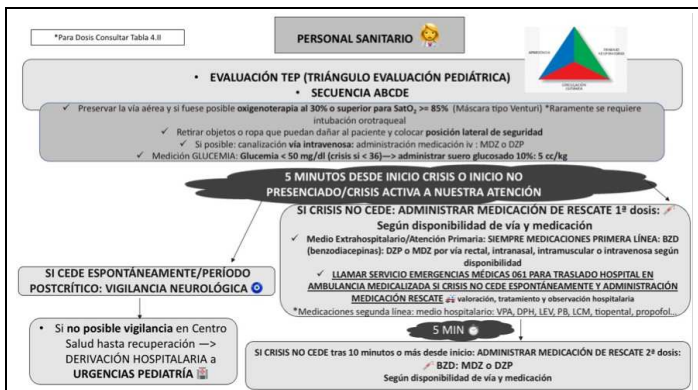 *Para Dosis Consultar Tabla 4.II
PERSONAL SANITARIO
• EVALUACIÓN TEP (TRIÁNGULO EVALUACIÓN PEDIÁTRICA)
• SECUENCIA ABCDE
✓ Preservar la vía aérea y si fuese posible oxigenoterapia al 30% o superior para SatO₂ >= 85% (Máscara tipo Venturi) *Raramente se requiere
intubación orotraqueal
✓ Retirar objetos o ropa que puedan dañar al paciente y colocar posición lateral de seguridad
✓ Si posible: canalización vía intravenosa: administración medicación iv : MDZ o DZP
✓ Medición GLUCEMIA: Glucemia < 50 mg/dl (crisis si < 36)—> administrar suero glucosado 10%: 5 cc/kg
5 MINUTOS DESDE INICIO CRISIS O INICIO NO
PRESENCIADO/CRISIS ACTIVA A NUESTRA ATENCIÓN
SI CRISIS NO CEDE: ADMINISTRAR MEDICACIÓN DE RESCATE 1ª dosis:
Según disponibilidad de vía y medicación
✓ Medio Extrahospitalario/Atención Primaria: SIEMPRE MEDICACIONES PRIMERA LÍNEA: BZD
(benzodiacepinas): DZP o MDZ por vía rectal, intranasal, intramuscular o intravenosa según
disponibilidad
✓ LLAMAR SERVICIO EMERGENCIAS MÉDICAS 061 PARA TRASLADO HOSPITAL EN
AMBULANCIA MEDICALIZADA SI CRISIS NO CEDE ESPONTÁNEAMENTE Y ADMINISTRACIÓN
MEDICACIÓN RESCATE valoración, tratamiento y observación hospitalaria
*Medicaciones segunda línea: medio hospitalario: VPA, DPH, LEV, PB, LCM, tiopental, propofol...
SI CEDE ESPONTÁNEAMENTE/PERÍODO
POSTCRÍTICO: VIGILANCIA NEUROLÓGICA
• Si no posible vigilancia en Centro
Salud hasta recuperación —>
DERIVACIÓN HOSPITALARIA a
URGENCIAS PEDIATRÍA
5 MIN
SI CRISIS NO CEDE tras 10 minutos o más desde inicio: ADMINISTRAR MEDICACIÓN DE RESCATE 2ª dosis:
BZD: MDZ o DZP
Según disponibilidad de vía y medicación